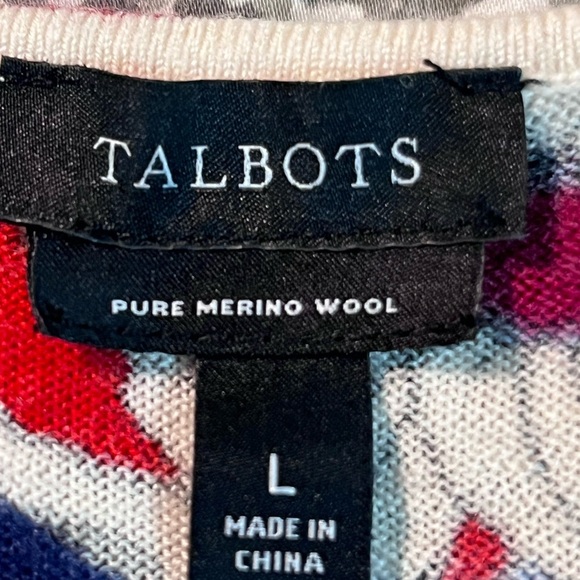 TALBOTS
PURE MERINO WOOL
L
MADE IN
CHINA